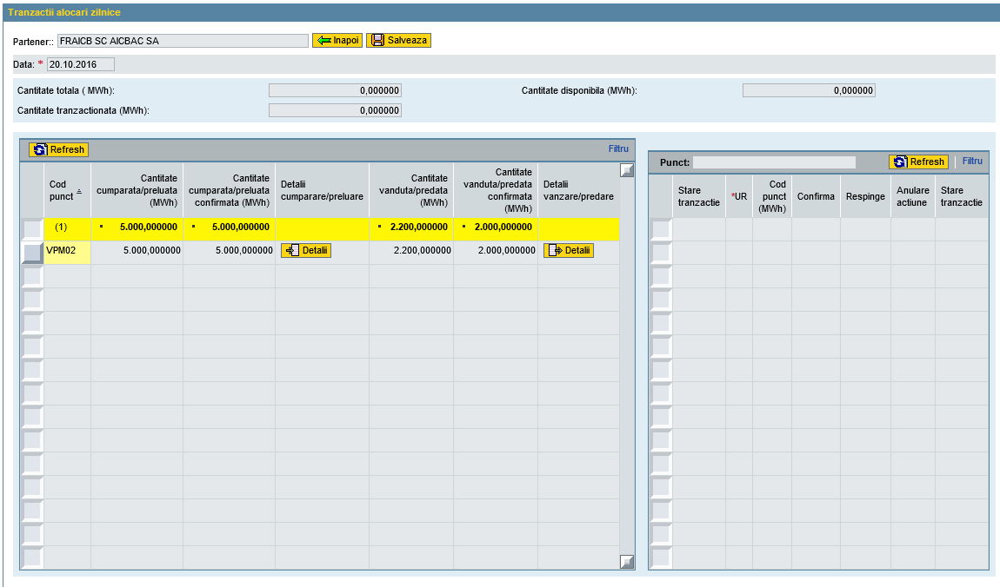 Tranzactii alocari zilnice
Partener:: FRAICB SC AICBAC SA Inapoi Salveaza
Data: * 20.10.2016
Cantitate totala ( MWh): 0,000000 Cantitate disponibila (MWh): 0,000000
Cantitate tranzactionata (MWh): 0,000000
Refresh Filtru
Cod
punct
Cantitate
cumparata/preluata
(MWh)
Cantitate
cumparata/preluata
confirmata (MWh)
Detalii
cumparare/preluare
Cantitate
vanduta/predata
(MWh)
Cantitate
vanduta/predata
confirmata
(MWh)
Detalii
vanzare/predare
(1) 5.000,000000 5.000,000000 2.200,000000 2.000,000000
VPM02 5.000,000000 5.000,000000 Detalii 2.200,000000 2.000,000000 Detalii
Punct: Refresh Filtru
Stare
tranzactie
*UR
Cod
punct
(MWh)
Confirma
Respinge
Anulare
actiune
Stare
tranzactie